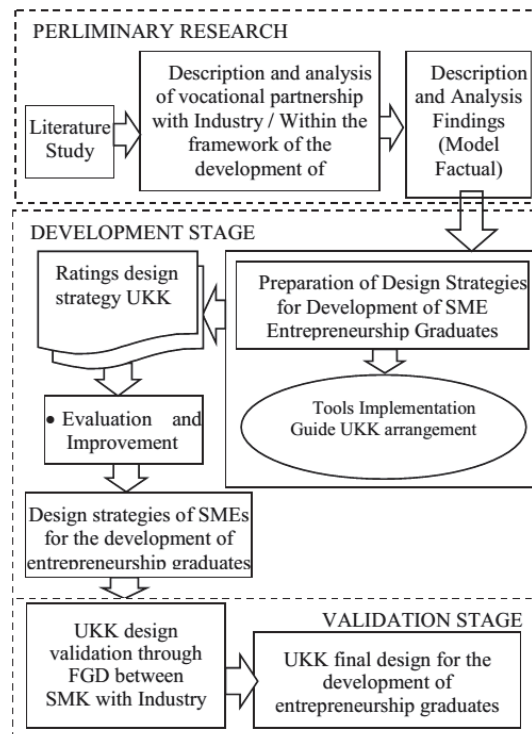 PERLIMINARY RESEARCH
Literature
Study
Description and analysis
of vocational partnership
with Industry / Within the
framework of the
development of
Description
and Analysis
Findings
(Model
Factual)
DEVELOPMENT STAGE
Ratings design
strategy UKK
Preparation of Design Strategies
for Development of SME
Entrepreneurship Graduates
Tools Implementation
Guide UKK arrangement
• Evaluation and
Improvement
Design strategies of SMEs
for the development of
entrepreneurship graduates
VALIDATION STAGE
UKK design
validation through
FGD between
SMK with Industry
UKK final design for the
development of
entrepreneurship graduates